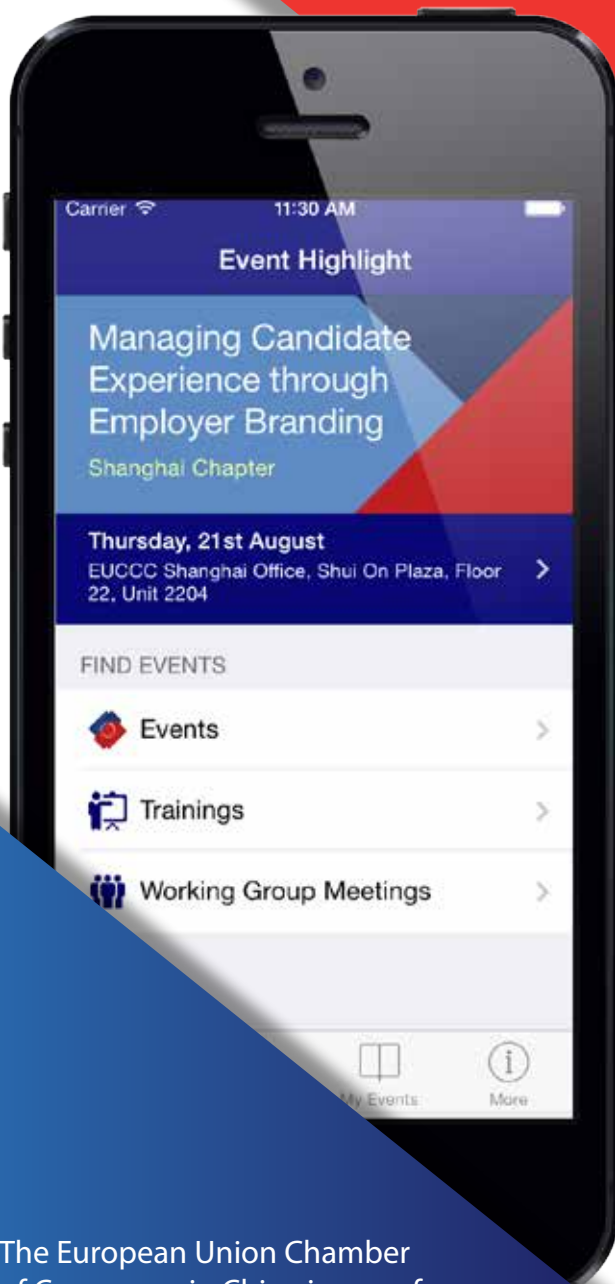 Carrier 11:30 AM
Event Highlight
Managing Candidate
Experience through
Employer Branding
Shanghai Chapter
Thursday, 21st August
EUCCC Shanghai Office, Shui On Plaza, Floor
22, Unit 2204
FIND EVENTS
Events
Trainings
Working Group Meetings
My Events More
The European Union Chamber